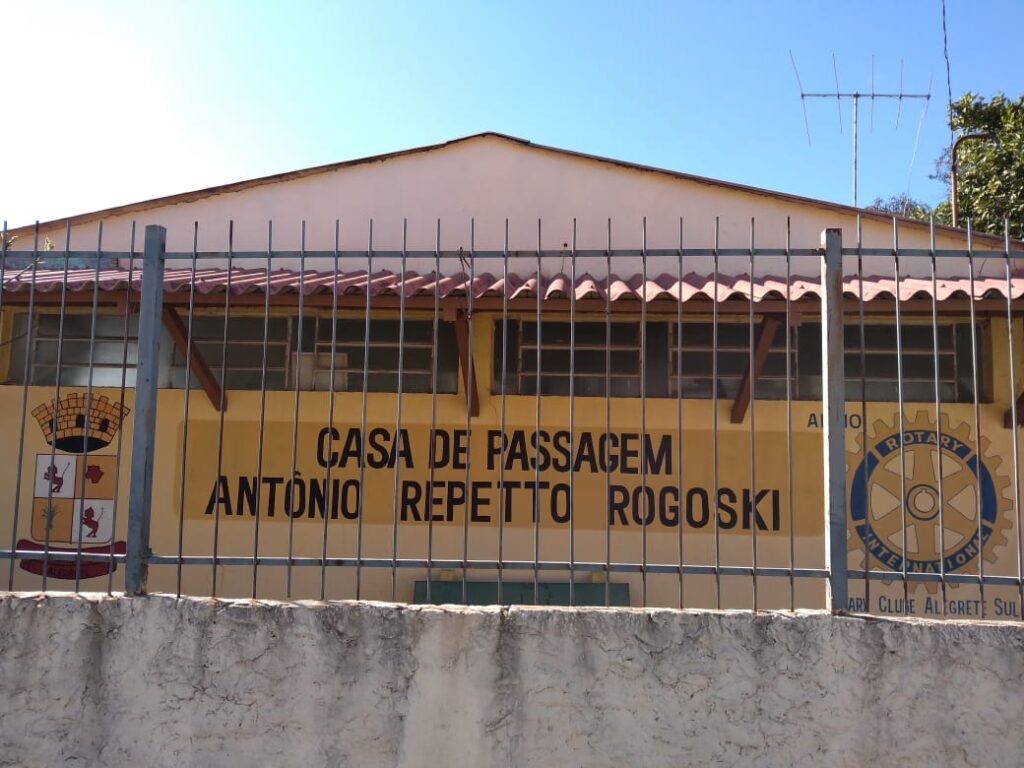 CASA DE PASSAGEM
ANTÔNIO REPETTO ROGOSKI
ROTARY
INTERNATIONAL
CLUBE ALEGRETE SUL